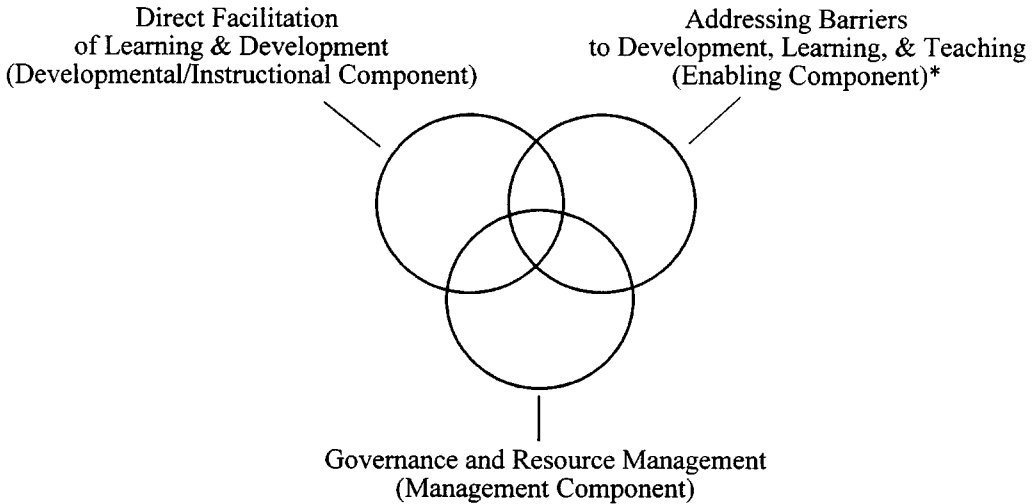 Direct Facilitation
of Learning & Development
(Developmental/Instructional Component)
Addressing Barriers
to Development, Learning, & Teaching
(Enabling Component)*
Governance and Resource Management
(Management Component)